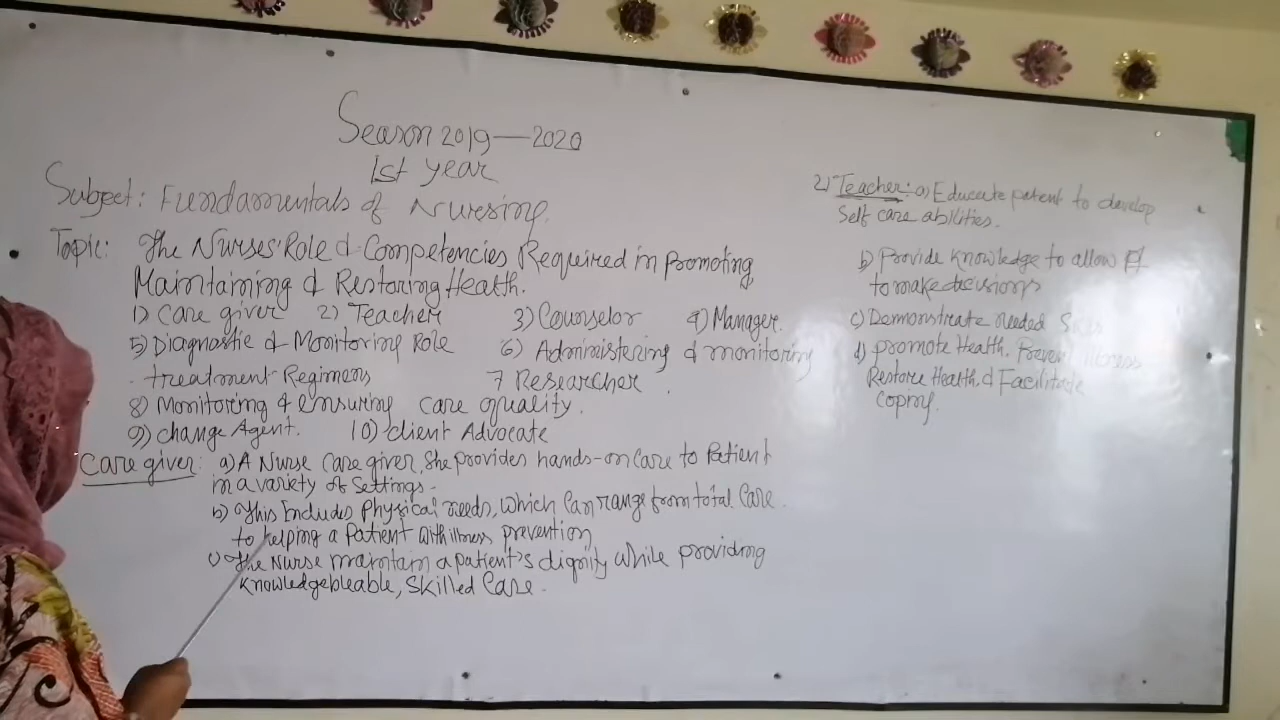 Season 2019—2020
1st year
Subject: Fundamentals of Nursing.
Topic: The Nurses' Role & Competencies Required in Promoting,
Maintaining & Restoring Health.
1) Care giver 2) Teacher 3) Counselor 4) Manager.
5) Diagnostic & Monitoring Role 6) Administering & monitoring
treatment Regimens 7 Researcher
8) Monitoring & ensuring care quality.
9) change Agent. 10) client Advocate
Care giver: a) A Nurse care giver, She provides hands-on care to Patient
in a variety of Settings.
b) This Includes Physical needs, which can range from total care
to helping a Patient with illness prevention
c) The Nurse maintain a patient's dignity while providing
Knowledgebleable, Skilled Care.
2) Teacher: a) Educate patient to develop
Self care abilities.
b) Provide knowledge to allow Pt
to make decisions
c) Demonstrate needed
d) promote Health. Prevent illness
Restore Health & Facilitate